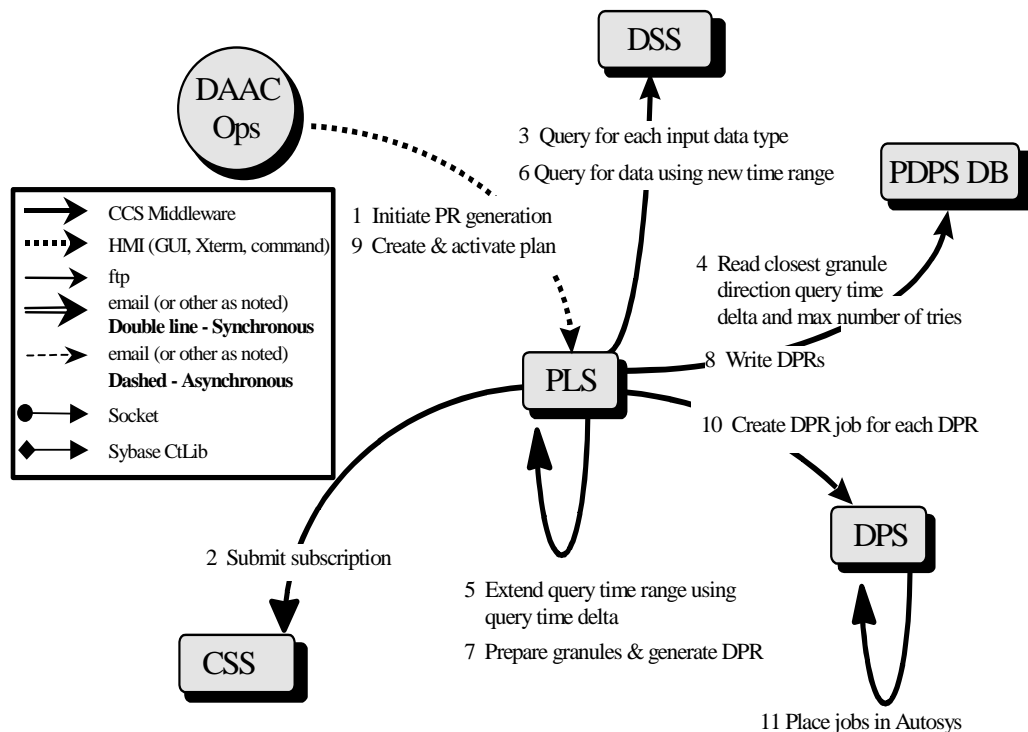 DSS
DAAC
Ops
3 Query for each input data type
6 Query for data using new time range
PDPS DB
CCS Middleware
HMI (GUI, Xterm, command)
ftp
email (or other as noted)
Double line - Synchronous
email (or other as noted)
Dashed - Asynchronous
Socket
Sybase CtLib
1 Initiate PR generation
9 Create & activate plan
4 Read closest granule
direction query time
delta and max number of tries
8 Write DPRs
PLS
10 Create DPR job for each DPR
2 Submit subscription
DPS
5 Extend query time range using
query time delta
7 Prepare granules & generate DPR
CSS
11 Place jobs in Autosys